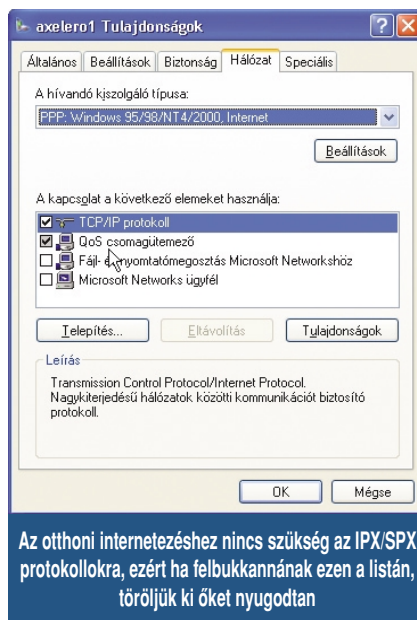 axelero1 Tulajdonságok
Általános Beállítások Biztonság Hálózat Speciális
A hívandó kiszolgáló típusa:
PPP: Windows 95/98/NT4/2000, Internet
Beállítások
A kapcsolat a következő elemeket használja:
TCP/IP protokoll
QoS csomagütemező
Fájl- és nyomtatómegosztás Microsoft Networkshöz
Microsoft Networks ügyfél
Telepítés... Eltávolítás Tulajdonságok
Leírás
Transmission Control Protocol/Internet Protocol.
Nagykiterjedésű hálózatok közötti kommunikációt biztosító
protokoll.
OK Mégse
Az otthoni internetezéshez nincs szükség az IPX/SPX
protokollokra, ezért ha felbukkannának ezen a listán,
töröljük ki őket nyugodtan